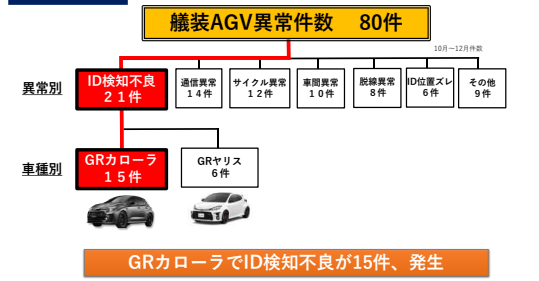 艤装AGV異常件数 80件
10月～12月件数
異常別
ID検知不良
２１件
通信異常
１４件
サイクル異常
１２件
車間異常
１０件
脱線異常
８件
ID位置ズレ
６件
その他
９件
車種別
GRカローラ
１５件
GRヤリス
６件
GRカローラでID検知不良が15件、発生